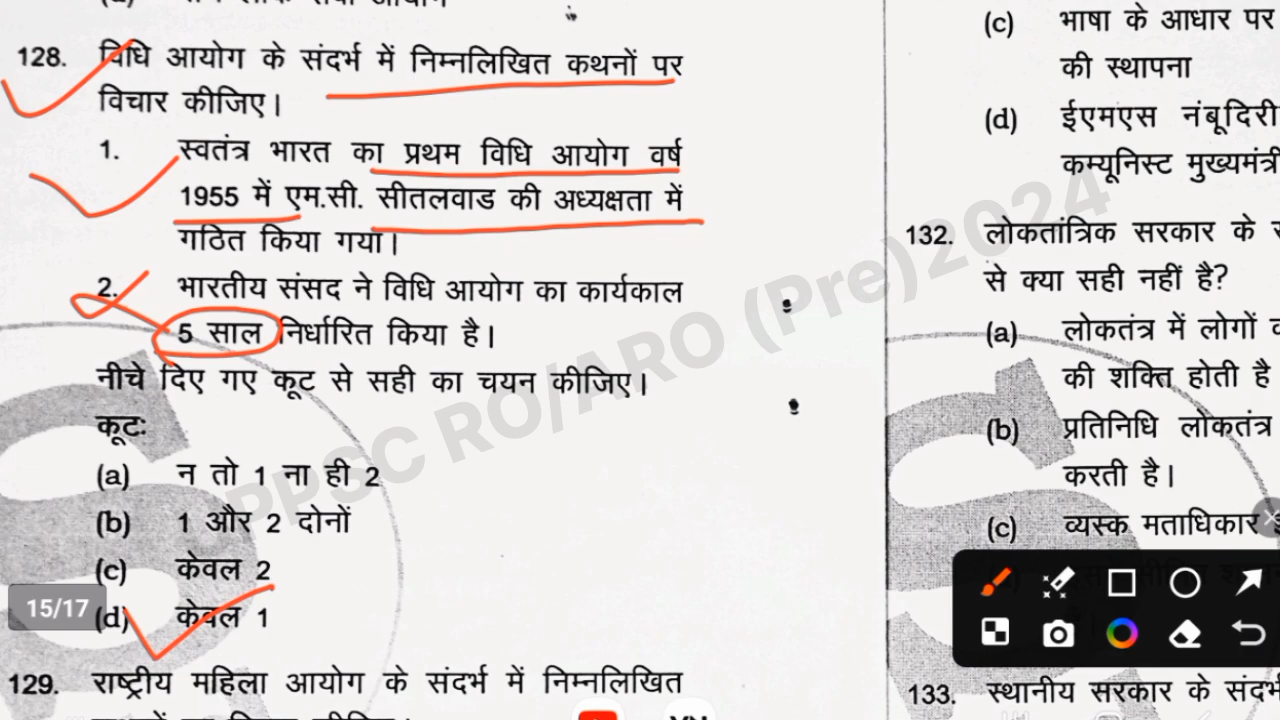 128. विधि आयोग के संदर्भ में निम्नलिखित कथनों पर
विचार कीजिए।
1. स्वतंत्र भारत का प्रथम विधि आयोग वर्ष
1955 में एम.सी. सीतलवाड की अध्यक्षता में
गठित किया गया।
2. भारतीय संसद ने विधि आयोग का कार्यकाल
5 साल निर्धारित किया है।
नीचे दिए गए कूट से सही का चयन कीजिए।
कूटः
(a) न तो 1 ना ही 2
(b) 1 और 2 दोनों
(c) केवल 2
(d) केवल 1
15/17
129. राष्ट्रीय महिला आयोग के संदर्भ में निम्नलिखित
(c) भाषा के आधार पर
की स्थापना
(d) ईएमएस नंबूदिरी
कम्यूनिस्ट मुख्यमंत्री
132. लोकतांत्रिक सरकार के
से क्या सही नहीं है?
(a) लोकतंत्र में लोगों
की शक्ति होती है
(b) प्रतिनिधि लोकतंत्र
करती है।
(c) व्यस्क मताधिकार
133. स्थानीय सरकार के संदर्भ
PPSC RO/ARO (Pre) 2024